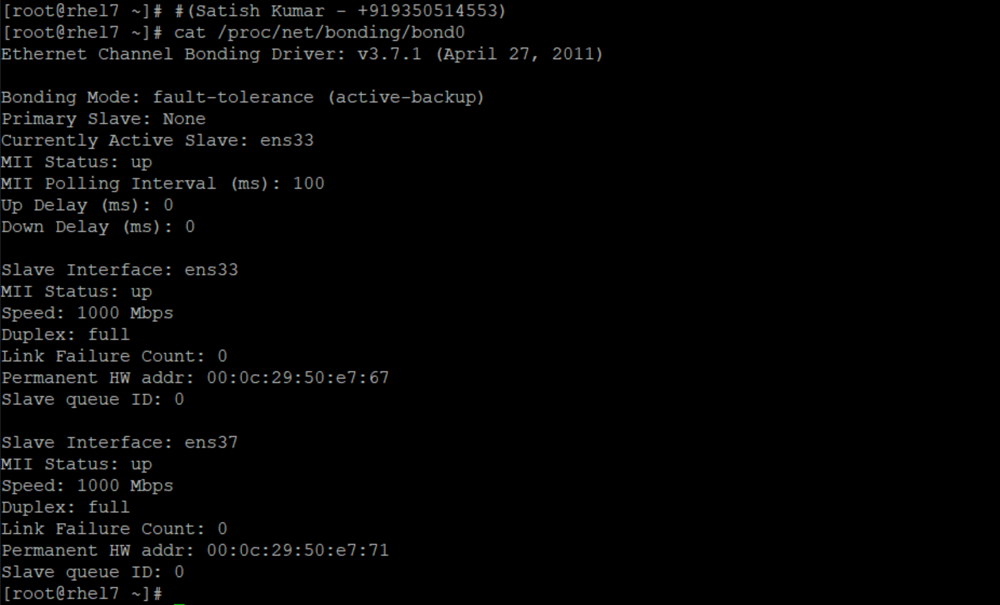 [root@rhel7 ~]# #(Satish Kumar - +919350514553)
[root@rhel7 ~]# cat /proc/net/bonding/bond0
Ethernet Channel Bonding Driver: v3.7.1 (April 27, 2011)

Bonding Mode: fault-tolerance (active-backup)
Primary Slave: None
Currently Active Slave: ens33
MII Status: up
MII Polling Interval (ms): 100
Up Delay (ms): 0
Down Delay (ms): 0

Slave Interface: ens33
MII Status: up
Speed: 1000 Mbps
Duplex: full
Link Failure Count: 0
Permanent HW addr: 00:0c:29:50:e7:67
Slave queue ID: 0

Slave Interface: ens37
MII Status: up
Speed: 1000 Mbps
Duplex: full
Link Failure Count: 0
Permanent HW addr: 00:0c:29:50:e7:71
Slave queue ID: 0
[root@rhel7 ~]#